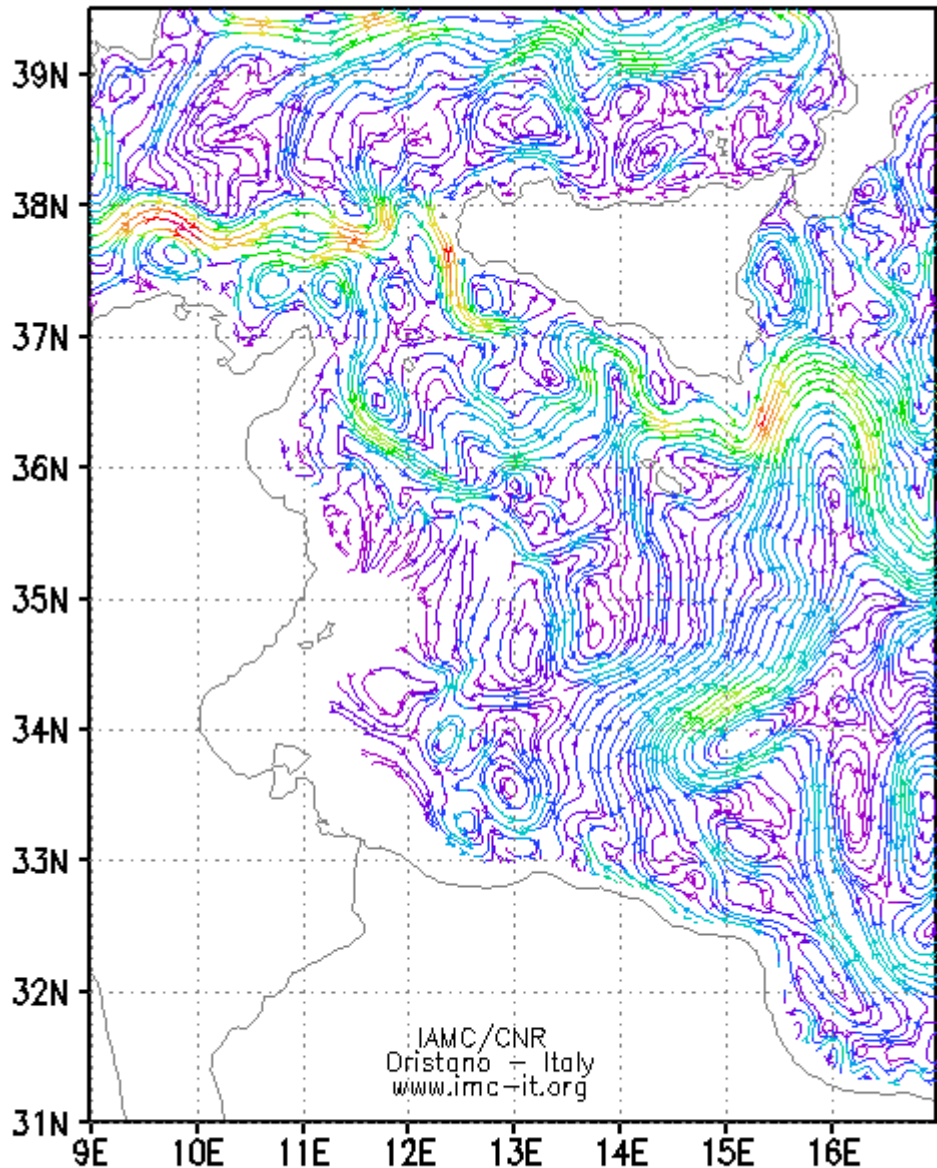 39N
38N
37N
36N
35N
34N
33N
32N
31N
IAMC/CNR
Oristano – Italy
www.imc-it.org
9E 10E 11E 12E 13E 14E 15E 16E